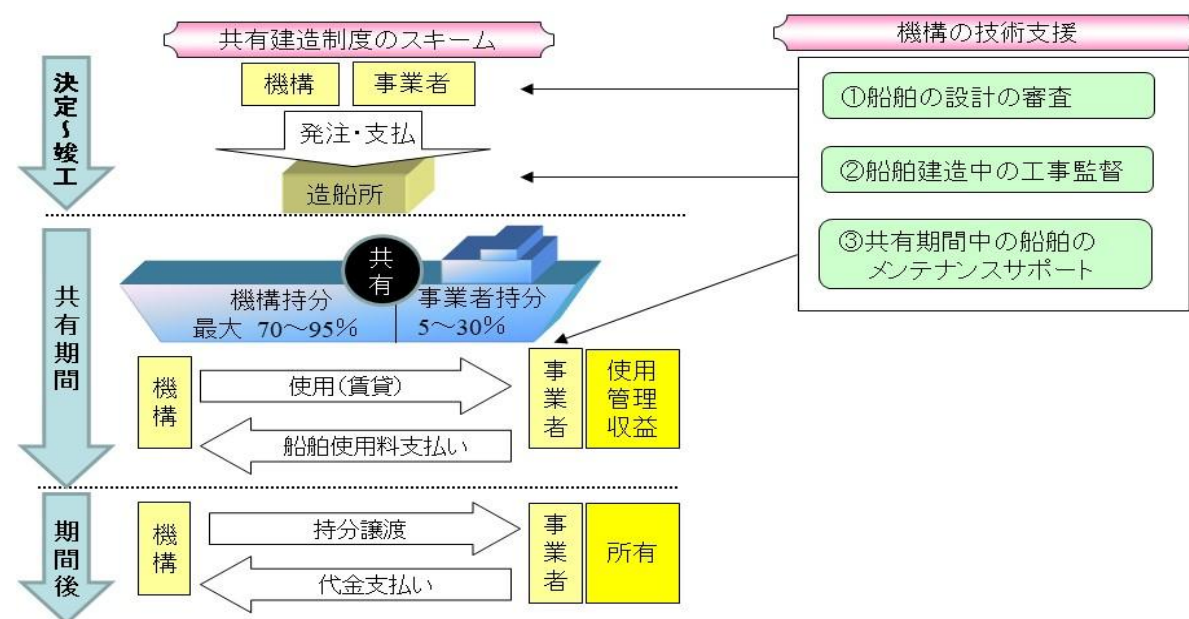 共有建造制度のスキーム
機構の技術支援
決定～竣工
機構
事業者
発注・支払
造船所
①船舶の設計の審査
②船舶建造中の工事監督
③共有期間中の船舶の
メンテナンスサポート
共有期間
共有
機構持分
最大 70～95%
事業者持分
5～30%
機構
使用(賃貸)
船舶使用料支払い
事業者
使用
管理
収益
期間後
機構
持分譲渡
代金支払い
事業者
所有